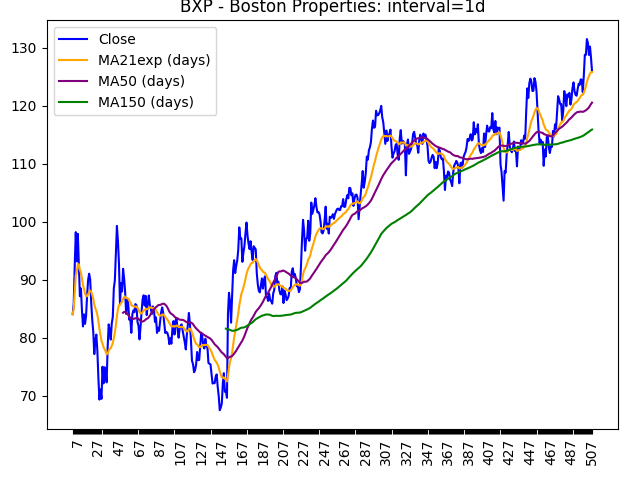 BXP - Boston Properties: interval=1d
Close
MA21exp (days)
MA50 (days)
MA150 (days)
130
120
110
100
90
80
70
7 27 47 67 87 107 127 147 167 187 207 227 247 267 287 307 327 347 367 387 407 427 447 467 487 507